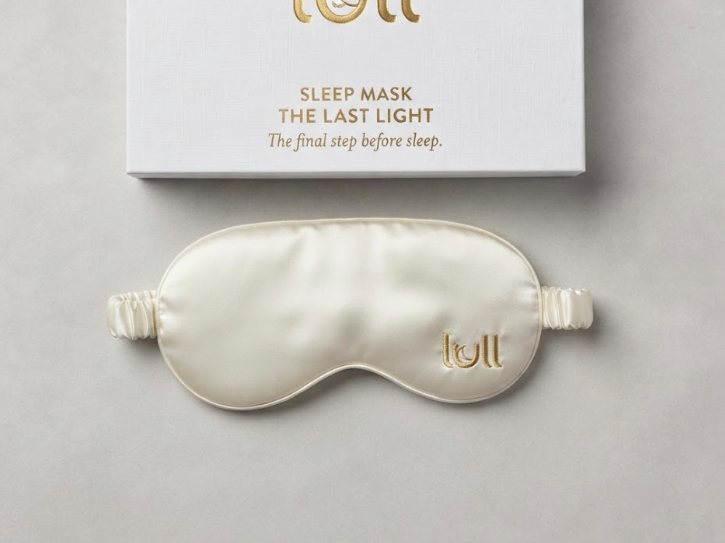 lull
SLEEP MASK
THE LAST LIGHT
The final step before sleep.
lull